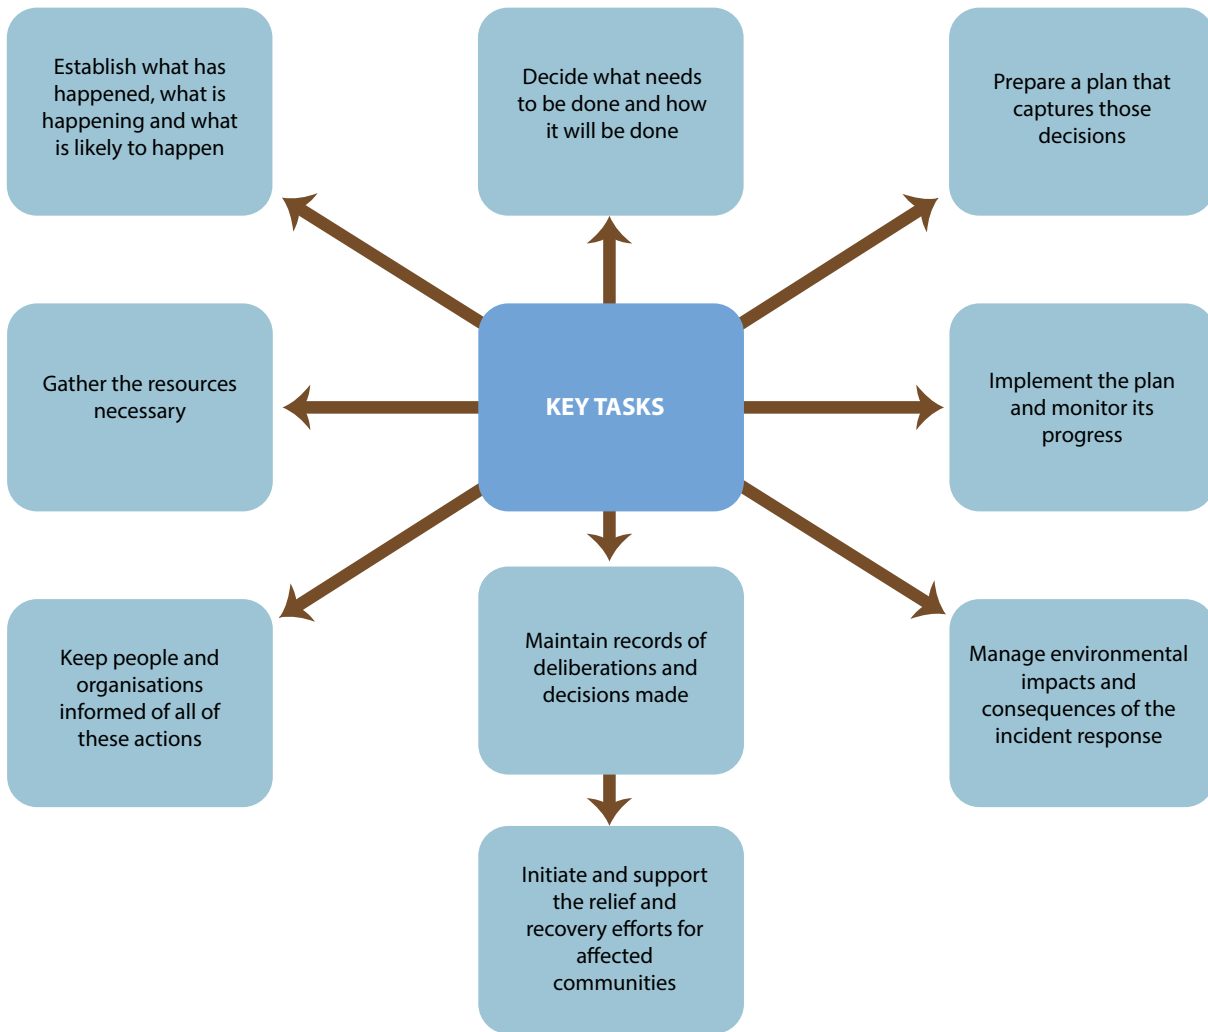 Establish what has
happened, what is
happening and what
is likely to happen
Decide what needs
to be done and how
it will be done
Prepare a plan that
captures those
decisions
Gather the resources
necessary
KEY TASKS
Implement the plan
and monitor its
progress
Keep people and
organisations
informed of all of
these actions
Maintain records of
deliberations and
decisions made
Manage environmental
impacts and
consequences of the
incident response
Initiate and support
the relief and
recovery efforts for
affected
communities